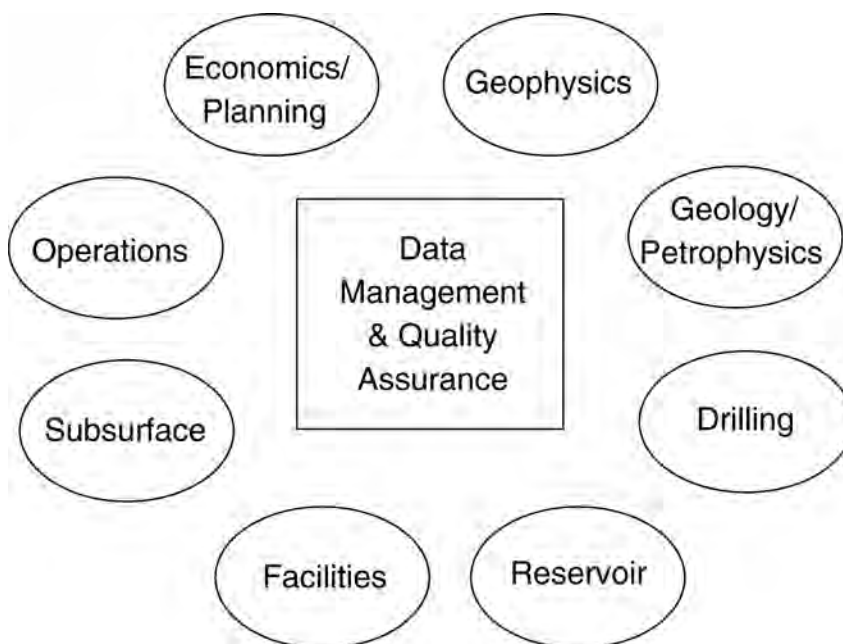 Economics/
Planning
Geophysics
Operations
Data
Management
& Quality
Assurance
Geology/
Petrophysics
Subsurface
Drilling
Facilities
Reservoir